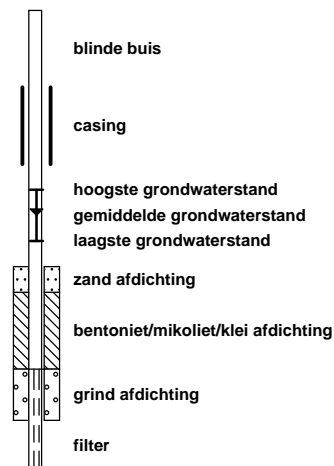 blinde buis
casing
hoogste grondwaterstand
gemiddelde grondwaterstand
laagste grondwaterstand
zand afdichting
bentoniet/mikoliet/klei afdichting
grind afdichting
filter